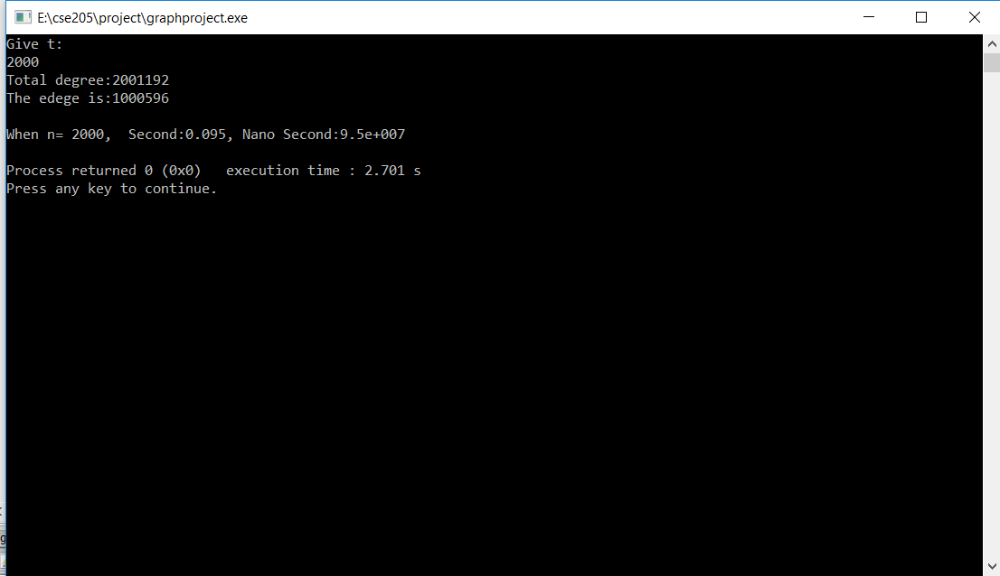 E:\cse205\project\graphproject.exe
Give t:
2000
Total degree:2001192
The edege is:1000596
When n= 2000,  Second:0.095, Nano Second:9.5e+007
Process returned 0 (0x0)   execution time : 2.701 s
Press any key to continue.